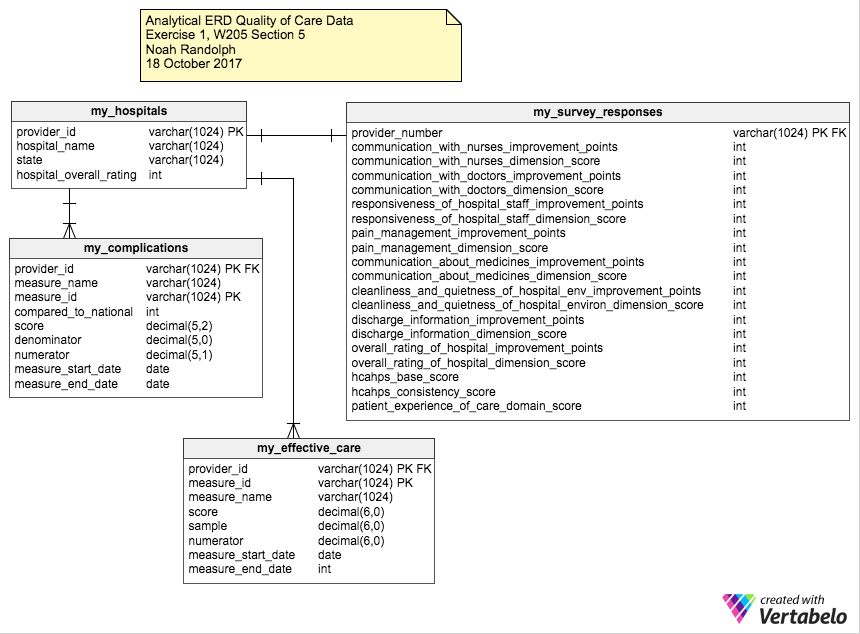 Analytical ERD Quality of Care Data
Exercise 1, W205 Section 5
Noah Randolph
18 October 2017
my_hospitals
provider_id varchar(1024) PK
hospital_name varchar(1024)
state varchar(1024)
hospital_overall_rating int
my_survey_responses
provider_number varchar(1024) PK FK
communication_with_nurses_improvement_points int
communication_with_nurses_dimension_score int
communication_with_doctors_improvement_points int
communication_with_doctors_dimension_score int
responsiveness_of_hospital_staff_improvement_points int
responsiveness_of_hospital_staff_dimension_score int
pain_management_improvement_points int
pain_management_dimension_score int
communication_about_medicines_improvement_points int
communication_about_medicines_dimension_score int
cleanliness_and_quietness_of_hospital_env_improvement_points int
cleanliness_and_quietness_of_hospital_environ_dimension_score int
discharge_information_improvement_points int
discharge_information_dimension_score int
overall_rating_of_hospital_improvement_points int
overall_rating_of_hospital_dimension_score int
hcahps_base_score int
hcahps_consistency_score int
patient_experience_of_care_domain_score int
my_complications
provider_id varchar(1024) PK FK
measure_name varchar(1024)
measure_id varchar(1024) PK
compared_to_national int
score decimal(5,2)
denominator decimal(5,0)
numerator decimal(5,1)
measure_start_date date
measure_end_date date
my_effective_care
provider_id varchar(1024) PK FK
measure_id varchar(1024) PK
measure_name varchar(1024)
score decimal(6,0)
sample decimal(6,0)
numerator decimal(6,0)
measure_start_date date
measure_end_date int
created with
Vertabelo